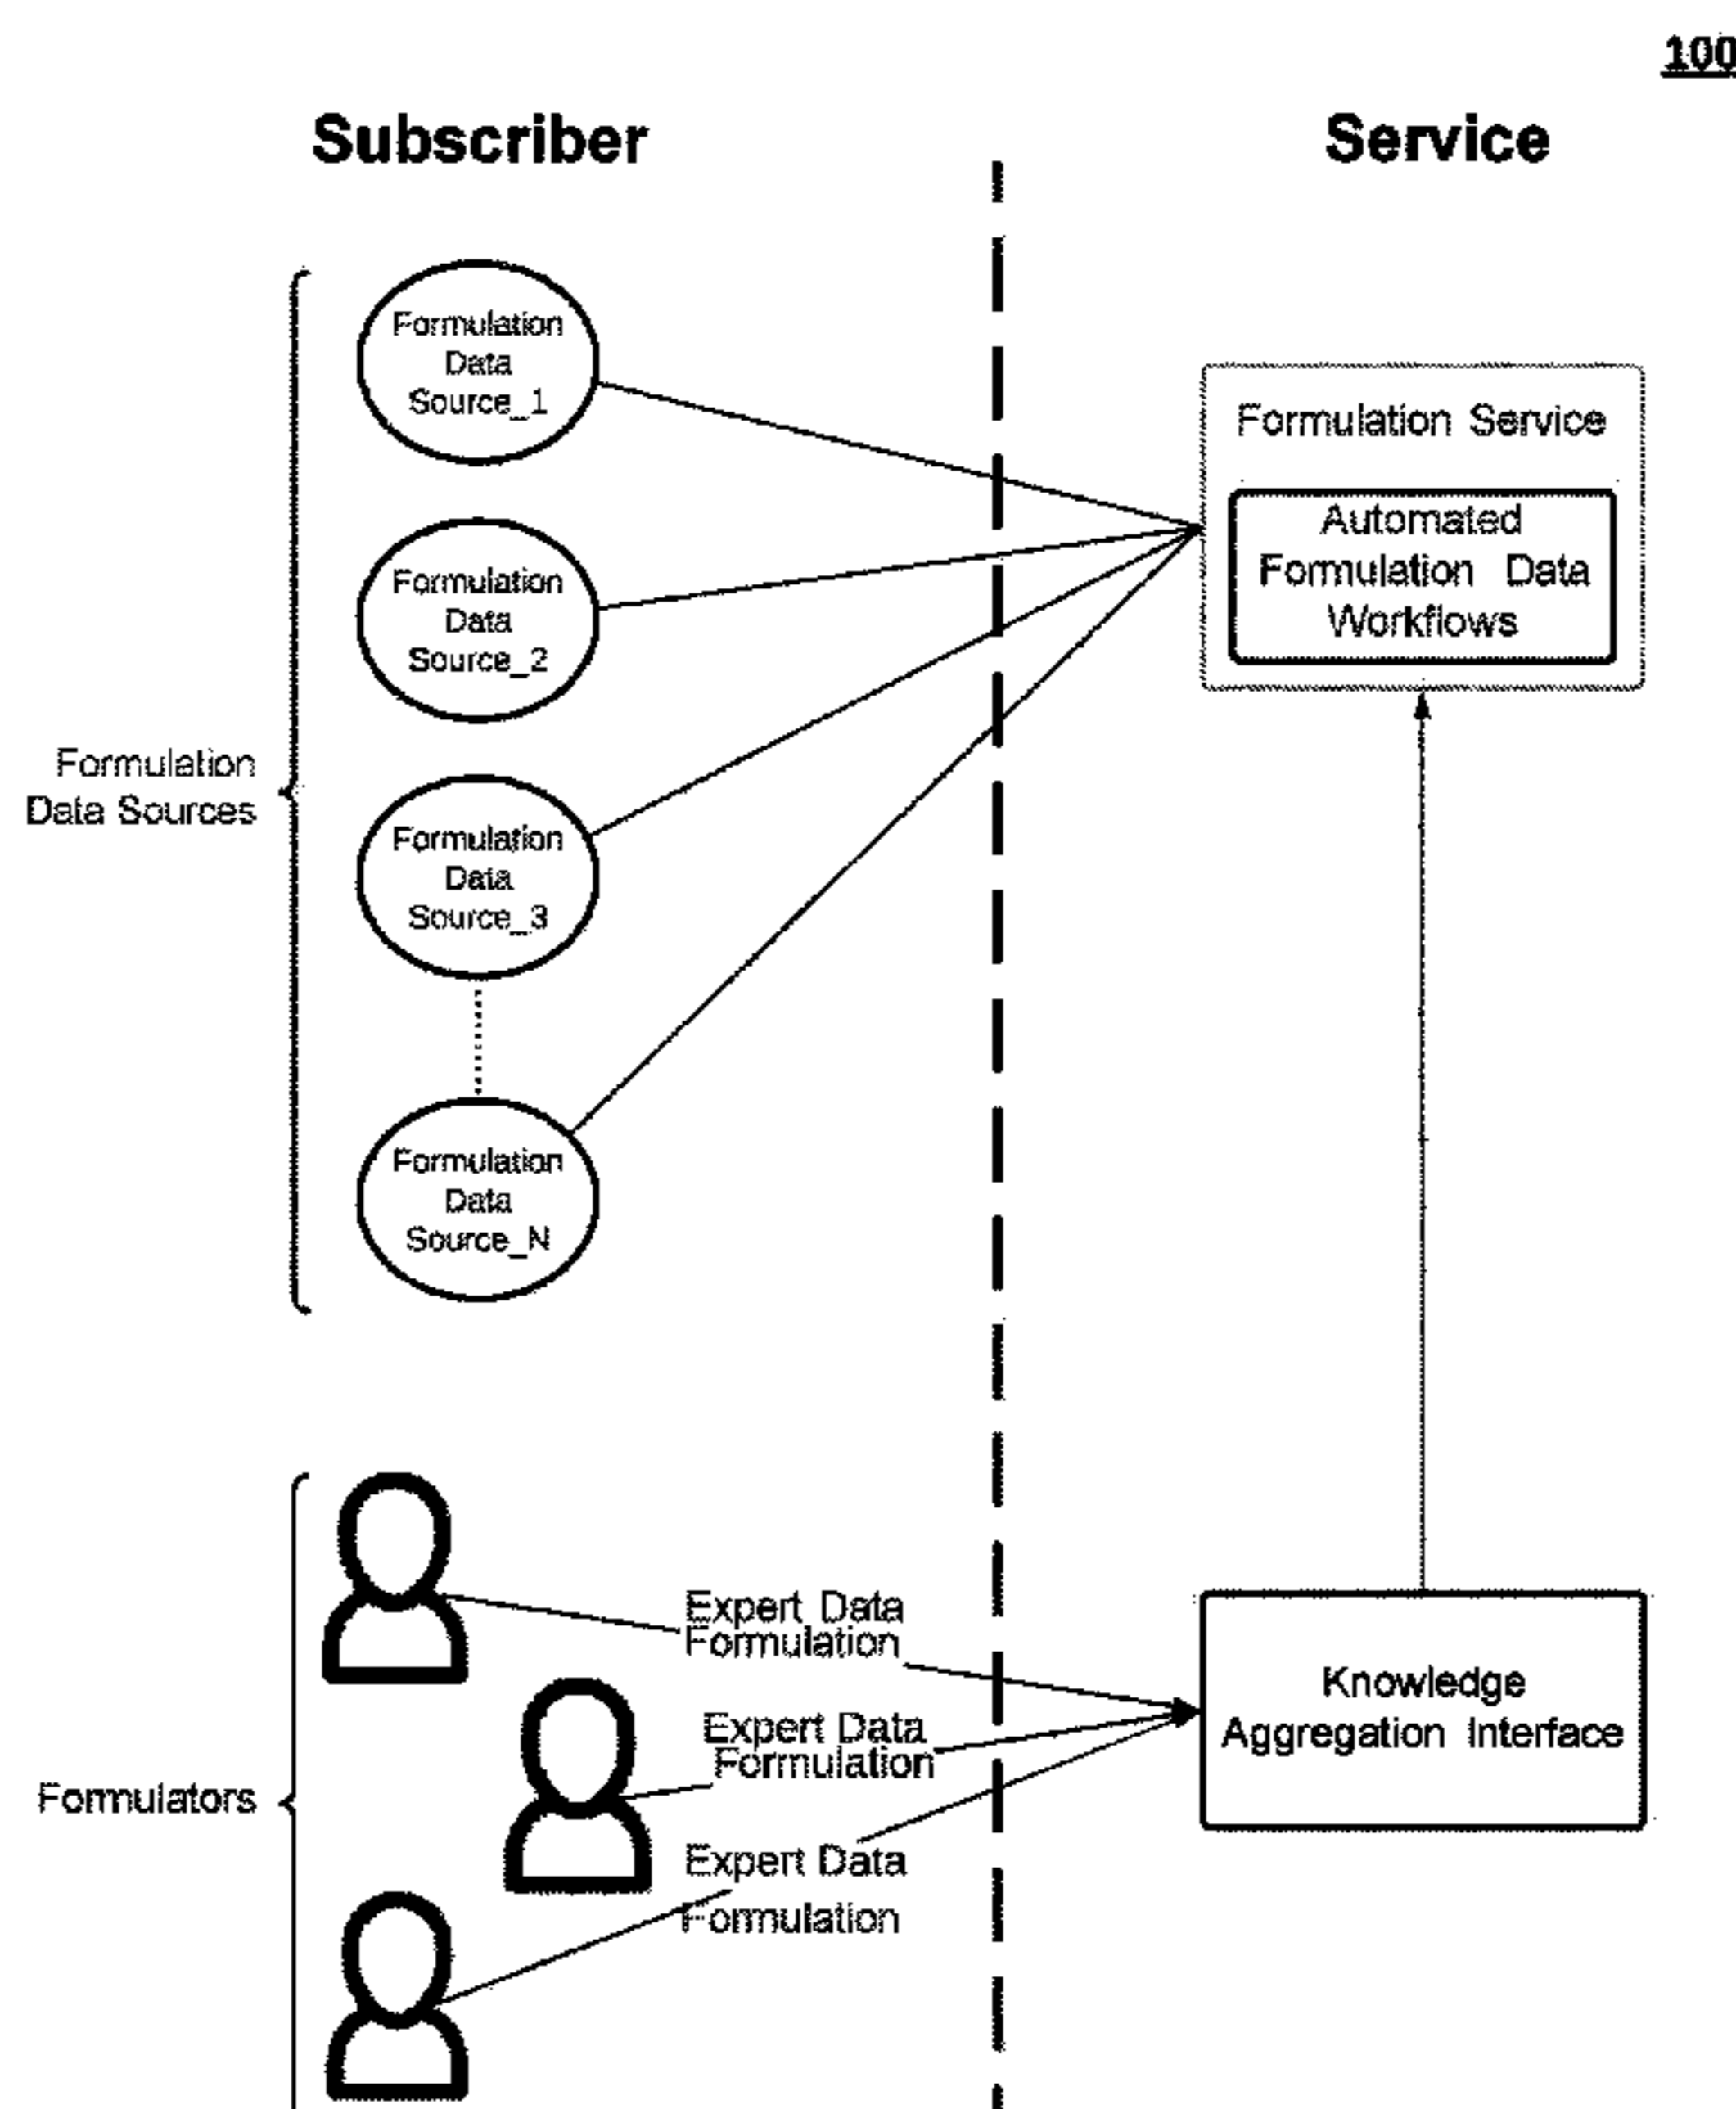 100
Subscriber
Service
Formulation
Data
Source_1
Formulation Service
Automated
Formulation Data
Workflows
Formulation
Data
Source_2
Formulation
Data Sources
Formulation
Data
Source_3
Formulation
Data
Source_N
Expert Data
Formulation
Knowledge
Aggregation Interface
Expert Data
Formulation
Formulators
Expert Data
Formulation